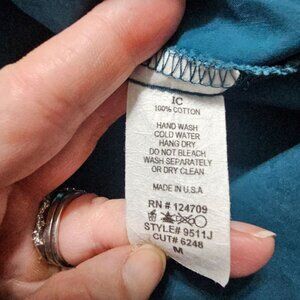 IC
100% COTTON
HAND WASH
COLD WATER
HANG DRY
DO NOT BLEACH
WASH SEPARATELY
OR DRY CLEAN
MADE IN U.S.A
RN # 124709
STYLE# 9511J
CUT# 6248
M